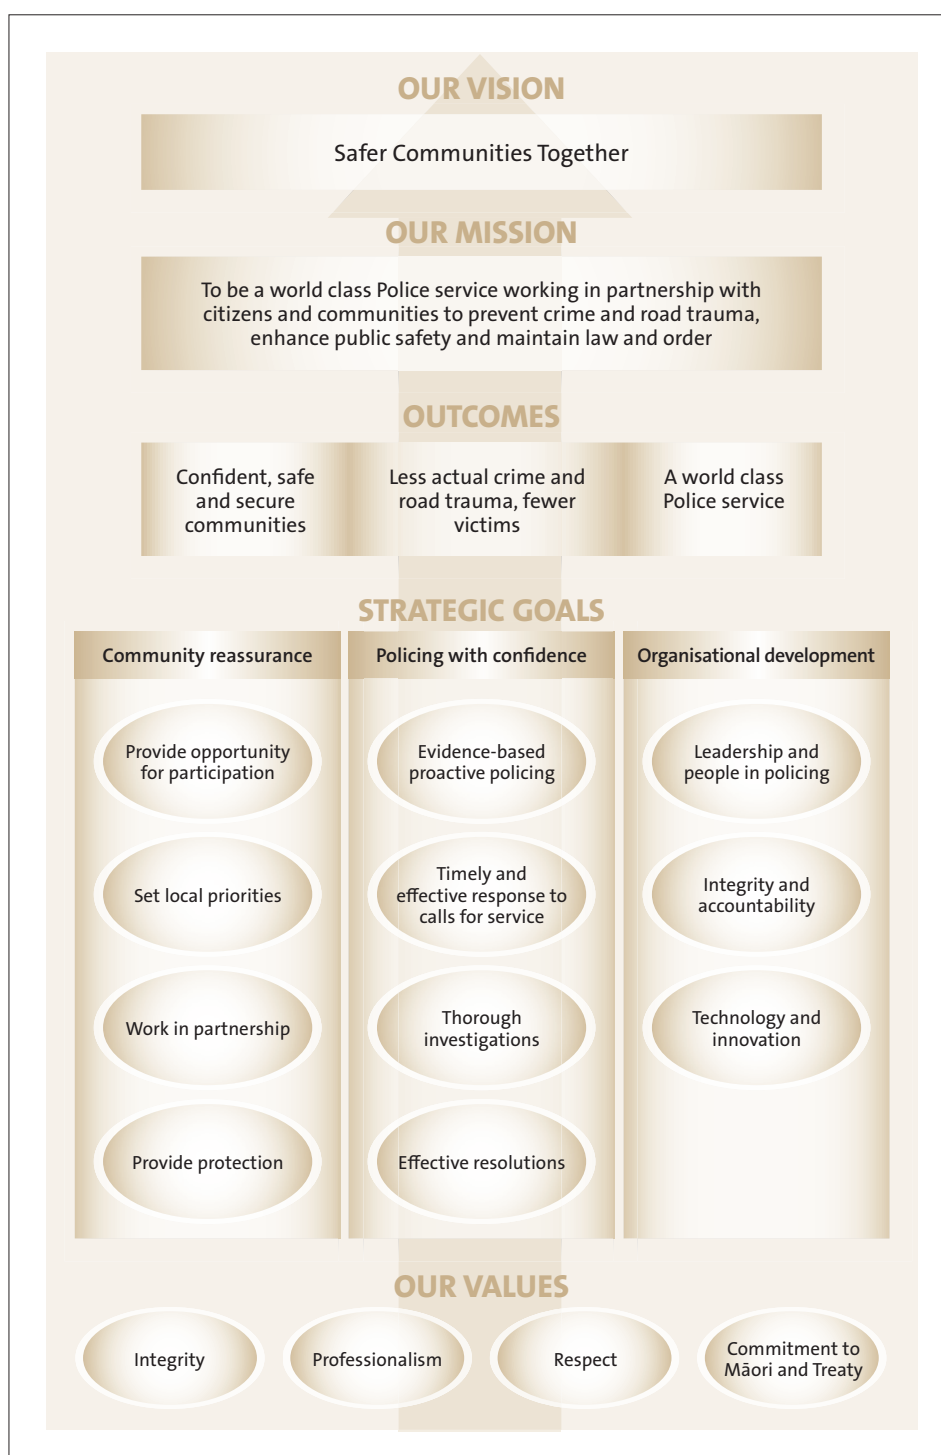 OUR VISION
Safer Communities Together
OUR MISSION
To be a world class Police service working in partnership with
citizens and communities to prevent crime and road trauma,
enhance public safety and maintain law and order
OUTCOMES
Confident, safe
and secure
communities
Less actual crime and
road trauma, fewer
victims
A world class
Police service
STRATEGIC GOALS
Community reassurance
Provide opportunity
for participation
Set local priorities
Work in partnership
Provide protection
Policing with confidence
Evidence-based
proactive policing
Timely and
effective response to
calls for service
Thorough
investigations
Effective resolutions
Organisational development
Leadership and
people in policing
Integrity and
accountability
Technology and
innovation
OUR VALUES
Integrity
Professionalism
Respect
Commitment to
Māori and Treaty